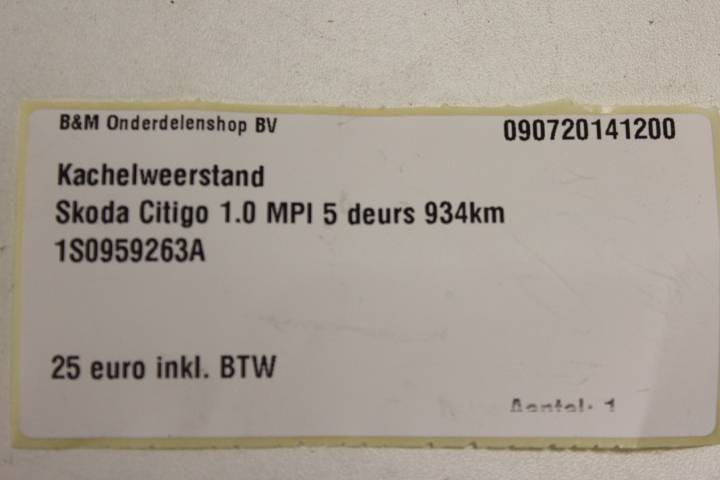 B&M Onderdelenshop BV 090720141200
Kachelweerstand
Skoda Citigo 1.0 MPI 5 deurs 934km
1S0959263A
25 euro inkl. BTW
Aantal: 1